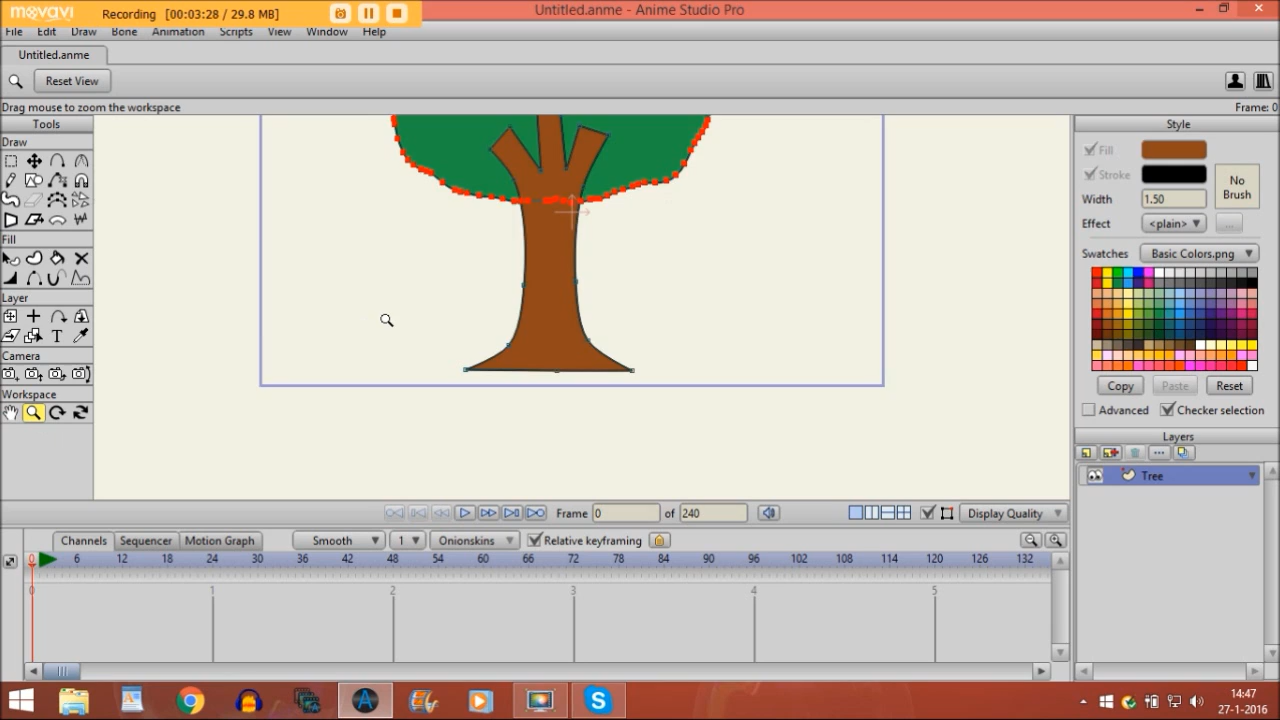 movavi Recording [00:03:28 / 29.8 MB] Untitled.anme - Anime Studio Pro
File Edit Draw Bone Animation Scripts View Window Help
Untitled.anme
Reset View
Drag mouse to zoom the workspace Frame: 0
Tools Style
Draw
Fill
Stroke
Width 1.50
No
Brush
Effect <plain> ...
Fill
Swatches Basic Colors.png
Layer
T
Camera
Copy Paste Reset
Workspace
Advanced Checker selection
Layers
Tree
Frame 0 of 240 Display Quality
Channels Sequencer Motion Graph Smooth 1 Onionskins Relative keyframing
0 6 12 18 24 30 36 42 48 54 60 66 72 78 84 90 96 102 108 114 120 126 132
0 1 2 3 4 5
14:47
27-1-2016